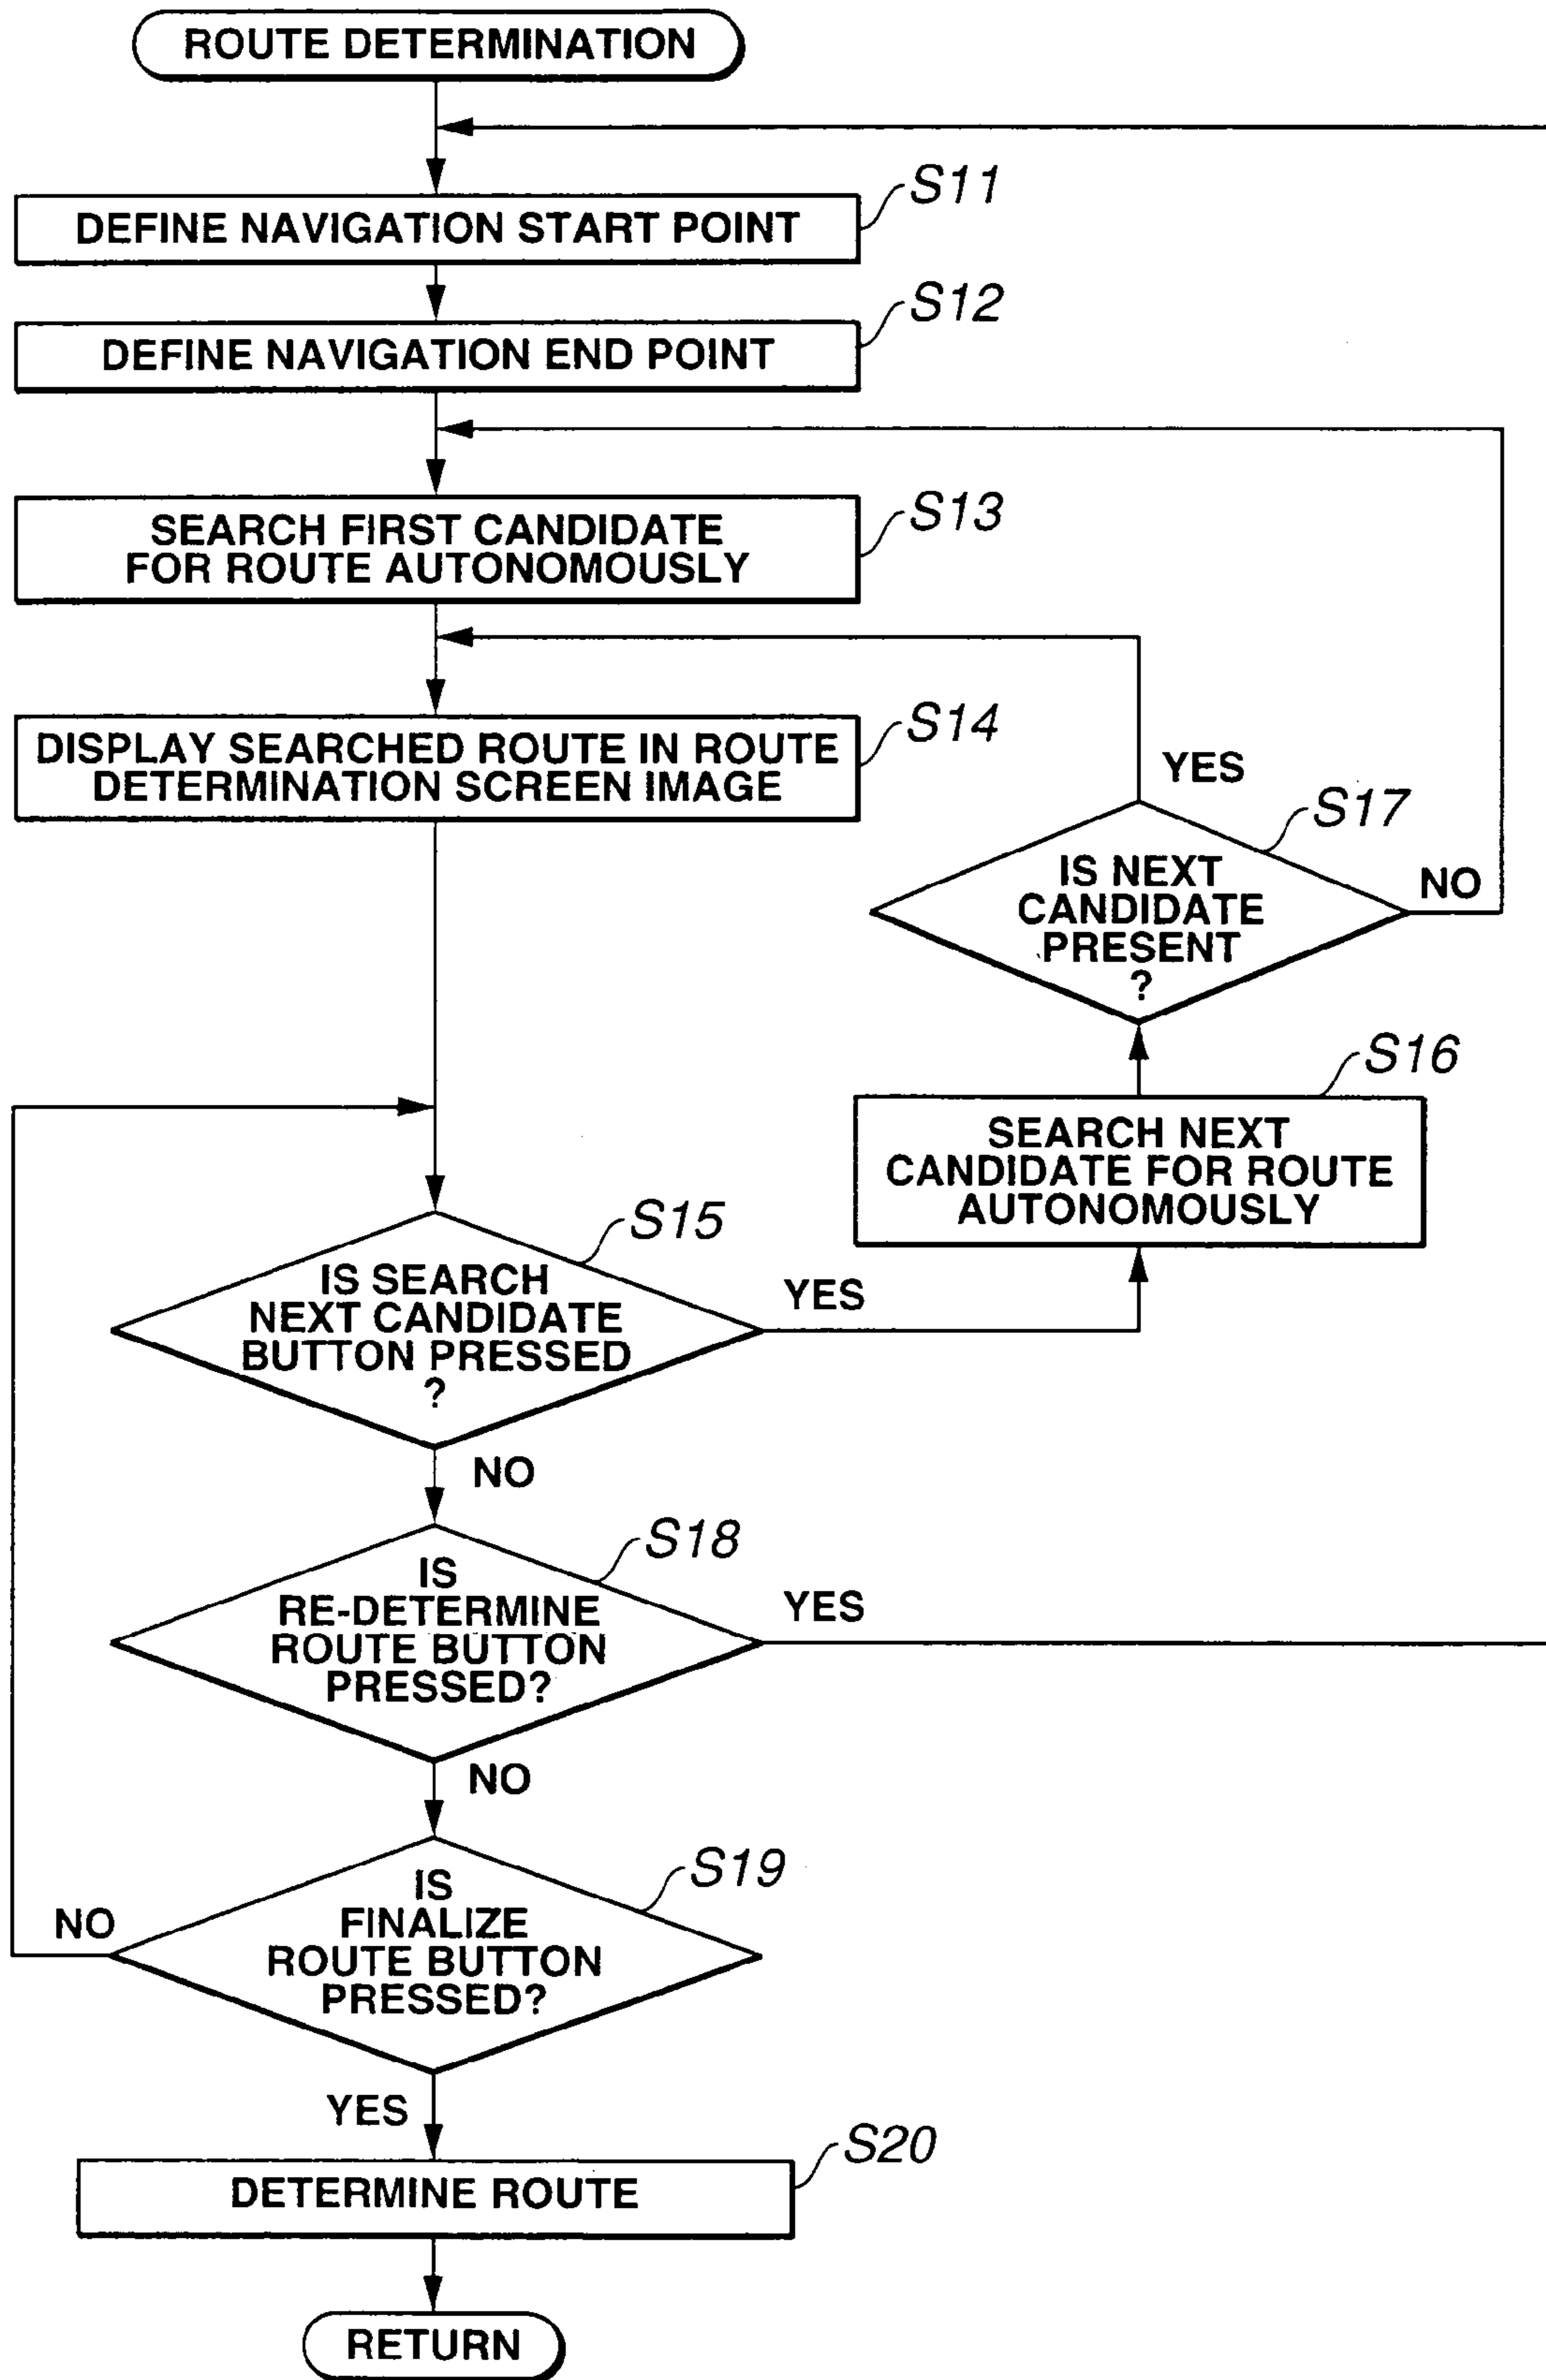 ROUTE DETERMINATION
S11
DEFINE NAVIGATION START POINT
S12
DEFINE NAVIGATION END POINT
S13
SEARCH FIRST CANDIDATE
FOR ROUTE AUTONOMOUSLY
S14
DISPLAY SEARCHED ROUTE IN ROUTE
DETERMINATION SCREEN IMAGE
YES
S17
IS NEXT
CANDIDATE
PRESENT
?
NO
S16
SEARCH NEXT
CANDIDATE FOR ROUTE
AUTONOMOUSLY
S15
IS SEARCH
NEXT CANDIDATE
BUTTON PRESSED
?
YES
NO
S18
IS
RE-DETERMINE
ROUTE BUTTON
PRESSED?
YES
NO
S19
IS
FINALIZE
ROUTE BUTTON
PRESSED?
NO
YES
S20
DETERMINE ROUTE
RETURN